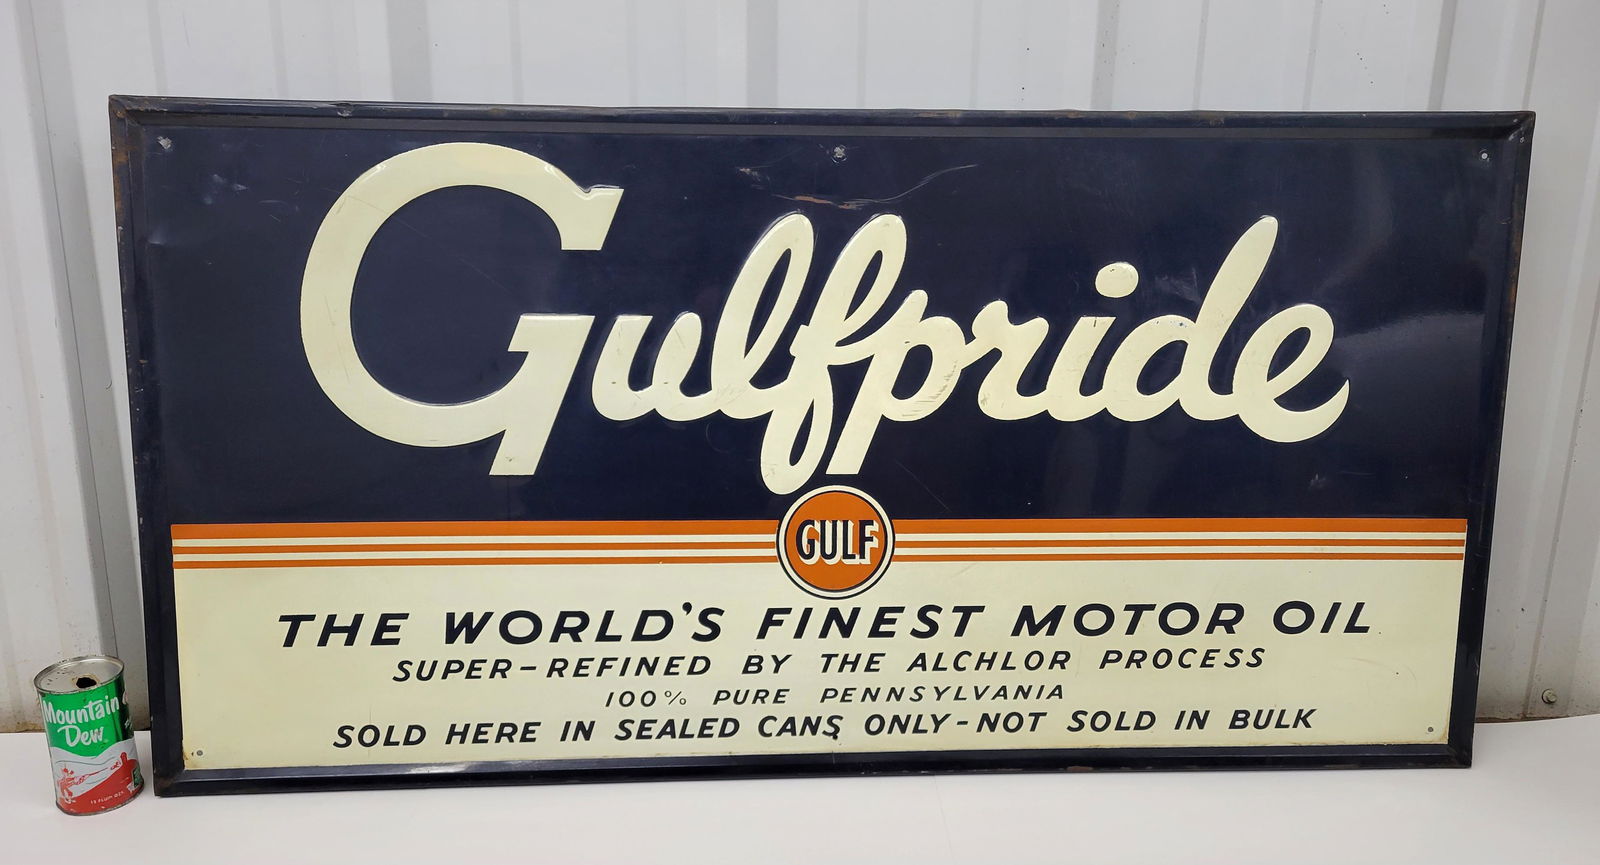 Gulfpride
GULF
THE WORLD'S FINEST MOTOR OIL
SUPER-REFINED BY THE ALCHLOR PROCESS
100% PURE PENNSYLVANIA
SOLD HERE IN SEALED CANS ONLY-NOT SOLD IN BULK
Mountain
Dew